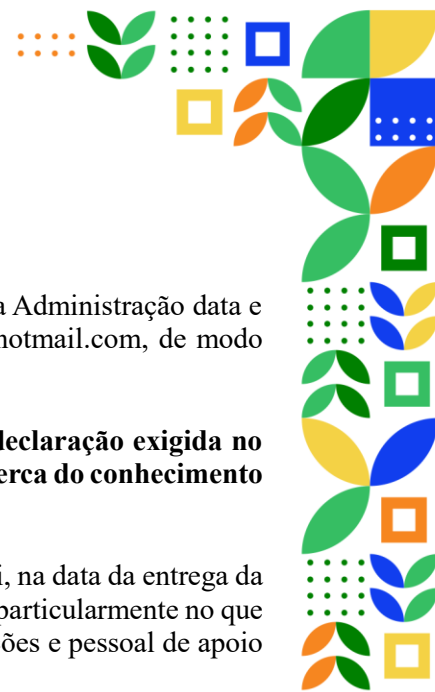 a Administração data e
hotmail.com, de modo
declaração exigida no
erca do conhecimento
i, na data da entrega da
particularmente no que
ções e pessoal de apoio